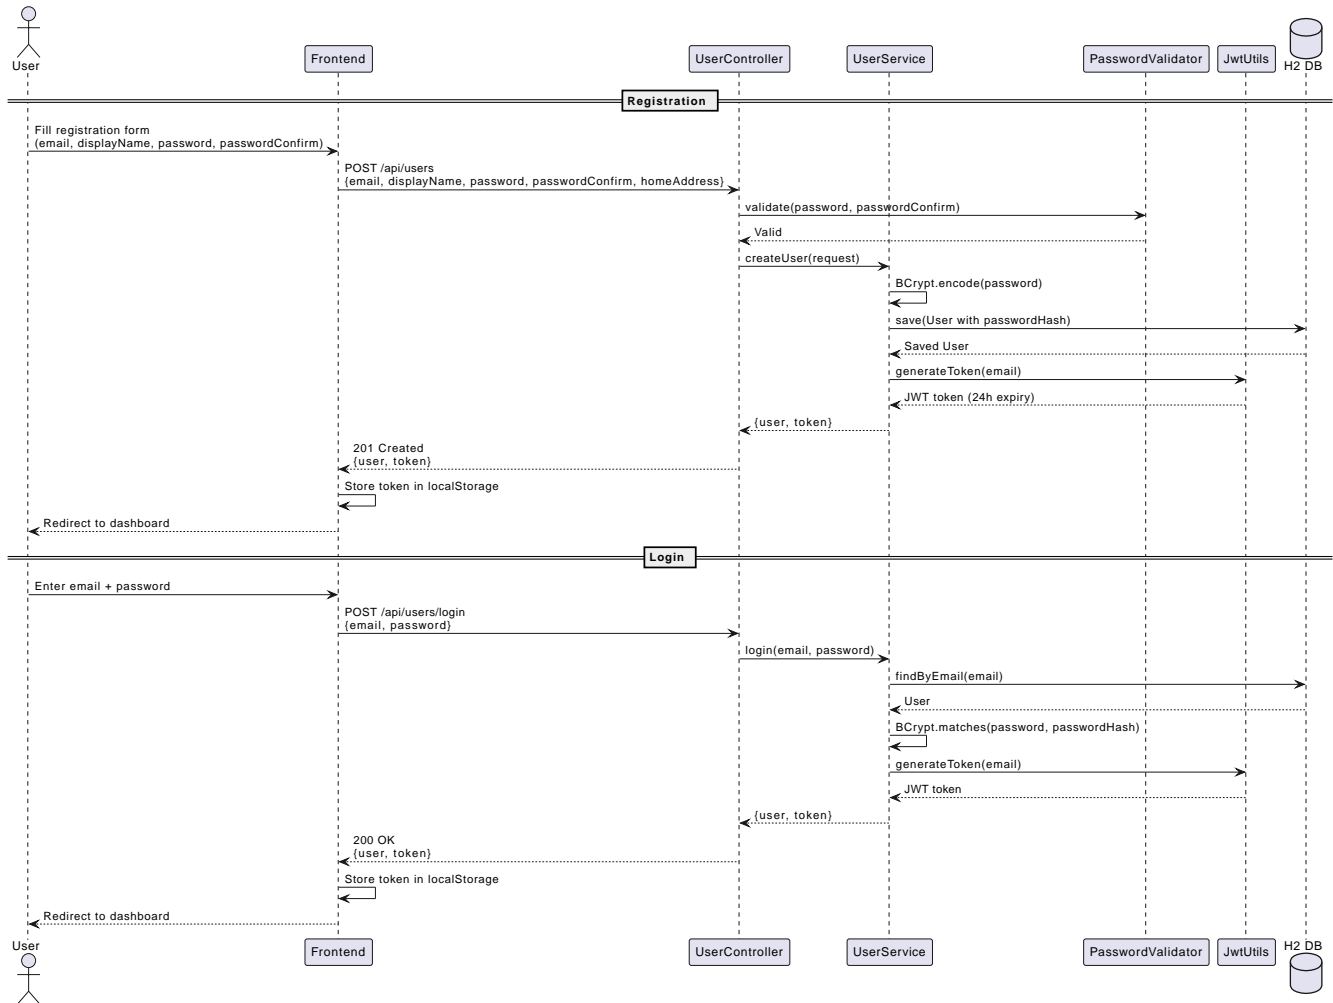 User
Frontend
UserController
UserService
PasswordValidator
JwtUtils
H2 DB
Registration
Fill registration form
(email, displayName, password, passwordConfirm)
POST /api/users
{email, displayName, password, passwordConfirm, homeAddress}
validate(password, passwordConfirm)
Valid
createUser(request)
BCrypt.encode(password)
save(User with passwordHash)
Saved User
generateToken(email)
JWT token (24h expiry)
{user, token}
201 Created
{user, token}
Store token in localStorage
Redirect to dashboard
Login
Enter email + password
POST /api/users/login
{email, password}
login(email, password)
findByEmail(email)
User
BCrypt.matches(password, passwordHash)
generateToken(email)
JWT token
{user, token}
200 OK
{user, token}
Store token in localStorage
Redirect to dashboard
User
Frontend
UserController
UserService
PasswordValidator
JwtUtils
H2 DB